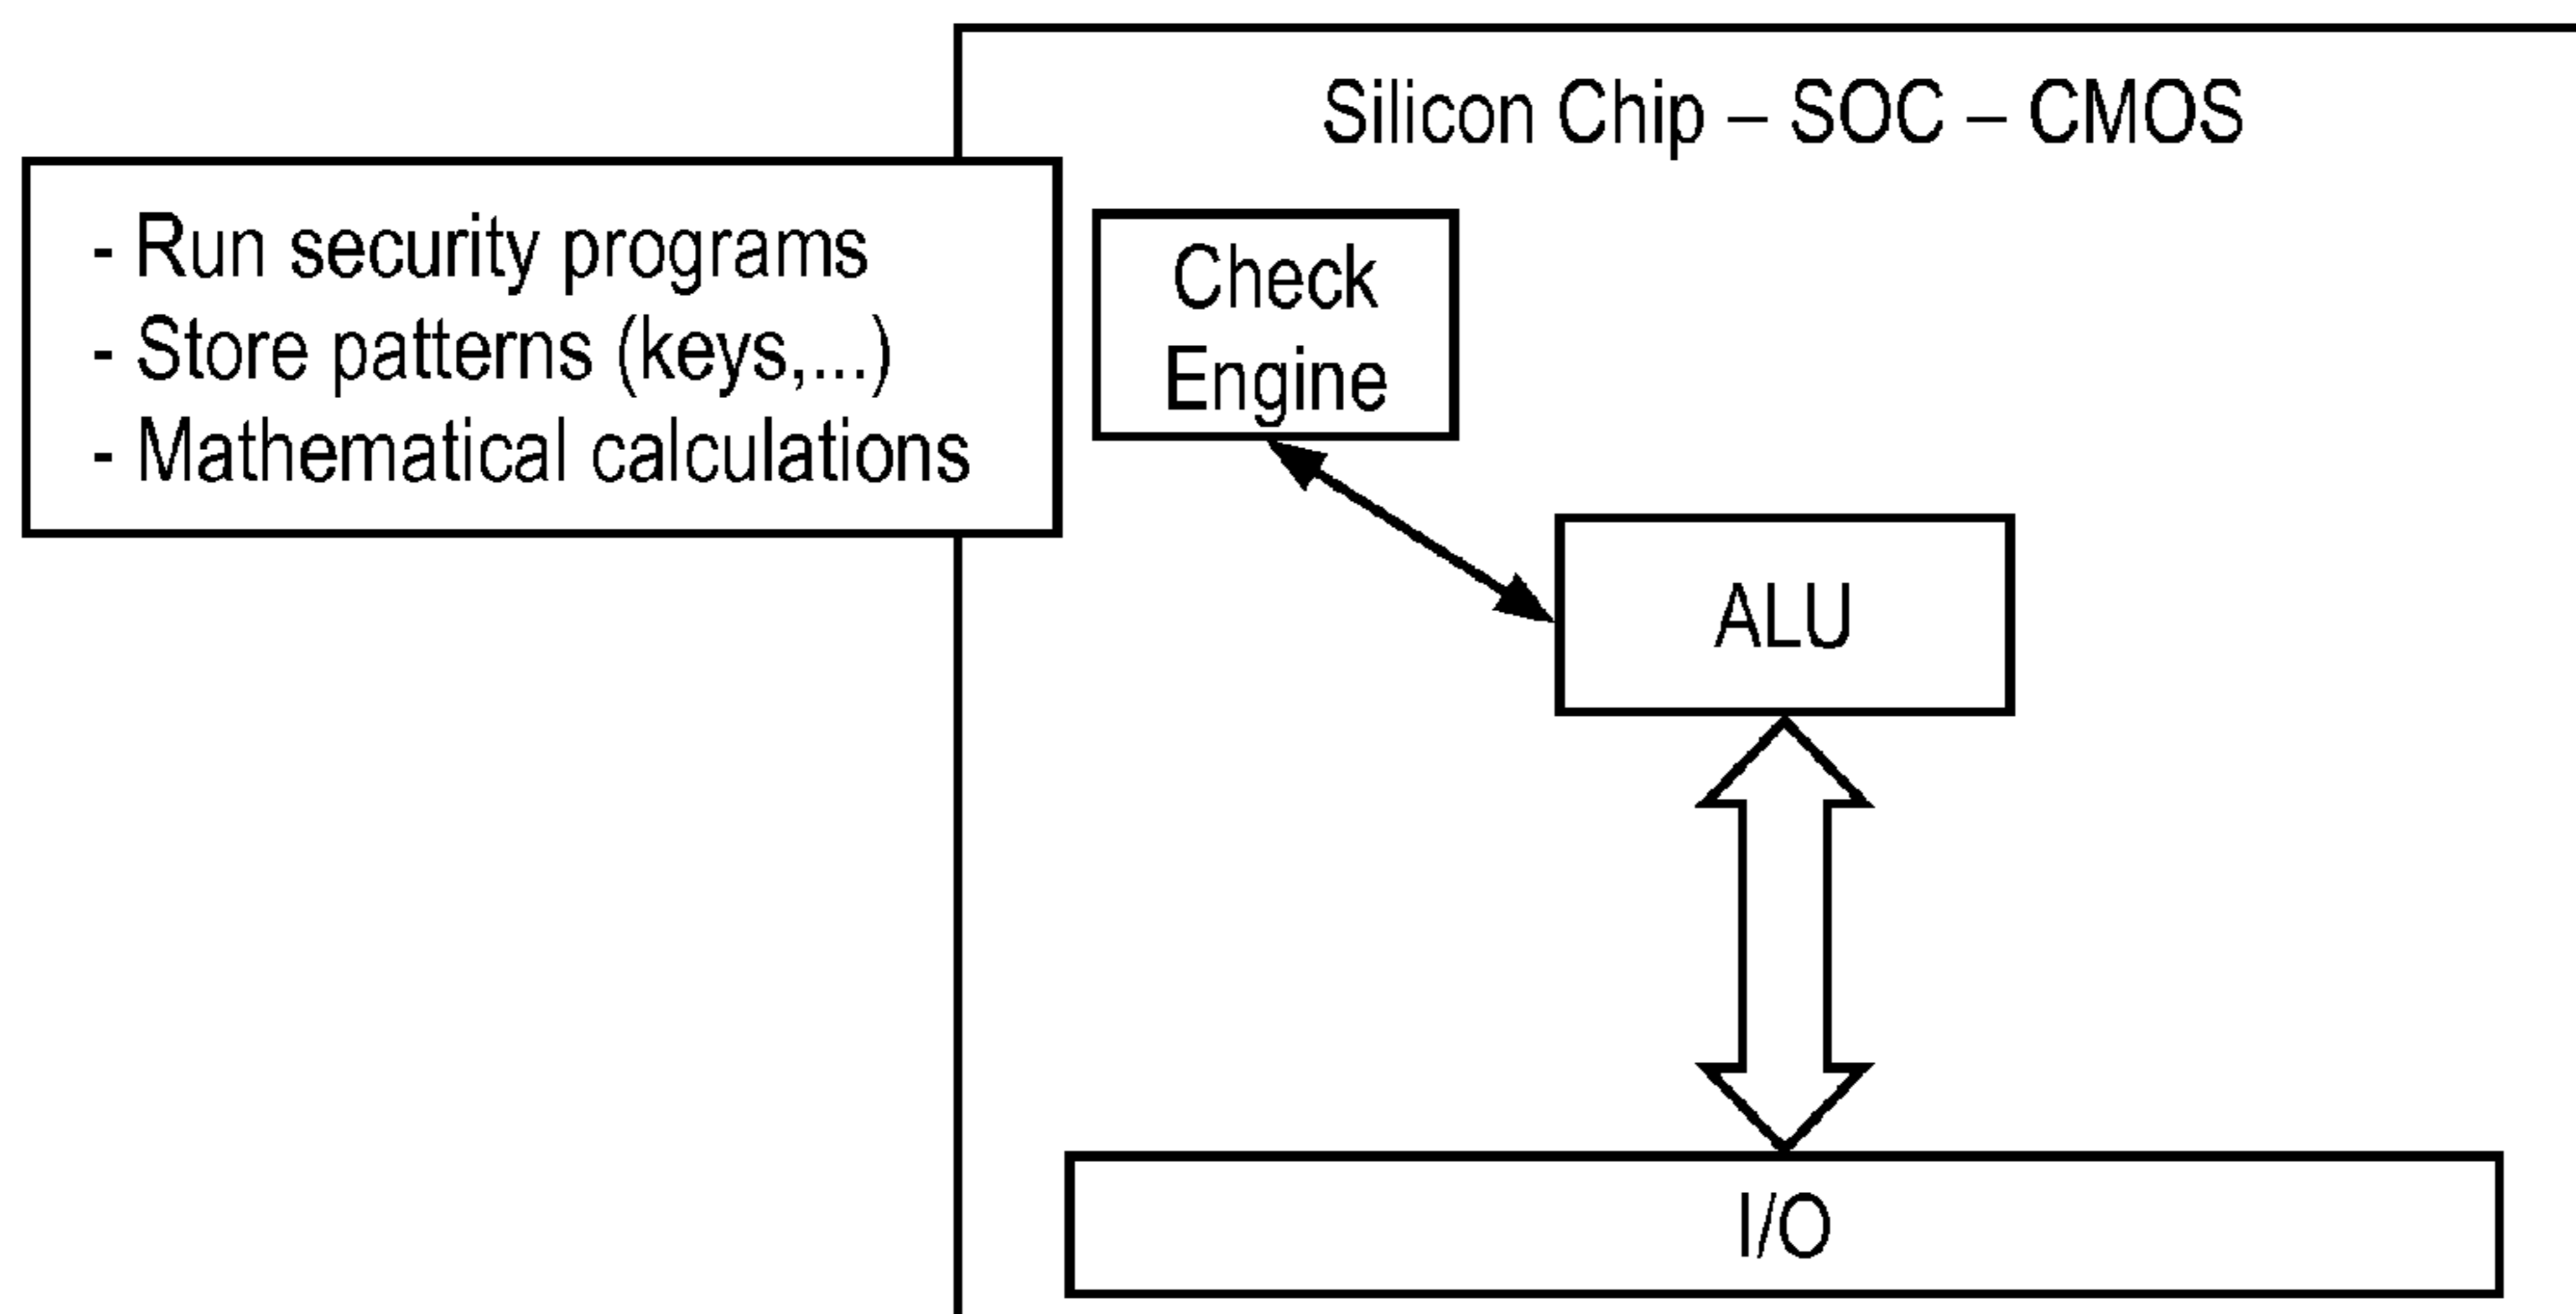 Silicon Chip – SOC – CMOS
- Run security programs
- Store patterns (keys,...)
- Mathematical calculations
Check
Engine
ALU
I/O